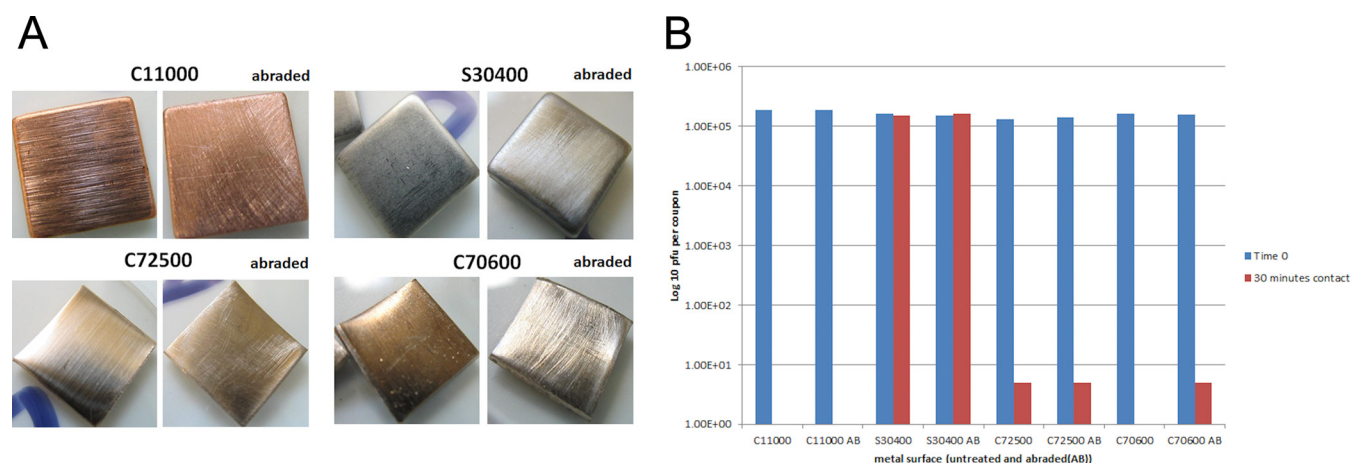 A
C11000 abraded
S30400 abraded
C72500 abraded
C70600 abraded
B
1.00E+06
1.00E+05
1.00E+04
1.00E+03
1.00E+02
1.00E+01
1.00E+00
Log 10 pfu per coupon
C11000 C11000 AB S30400 S30400 AB C72500 C72500 AB C70600 C70600 AB
metal surface (untreated and abraded(AB))
Time 0
30 minutes contact